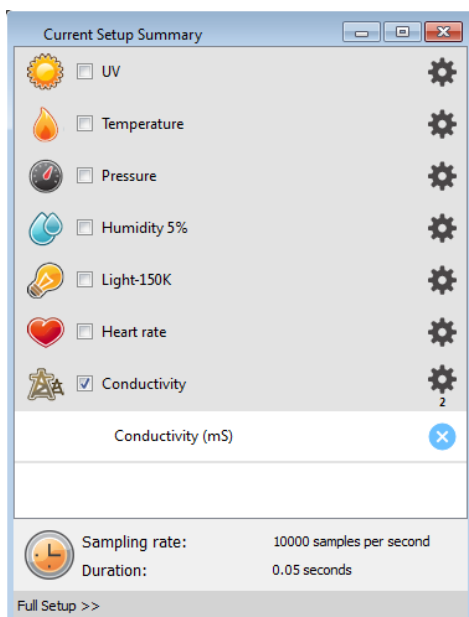 Current Setup Summary
UV
Temperature
Pressure
Humidity 5%
Light-150K
Heart rate
Conductivity
2
Conductivity (mS)
Sampling rate: 10000 samples per second
Duration: 0.05 seconds
Full Setup >>